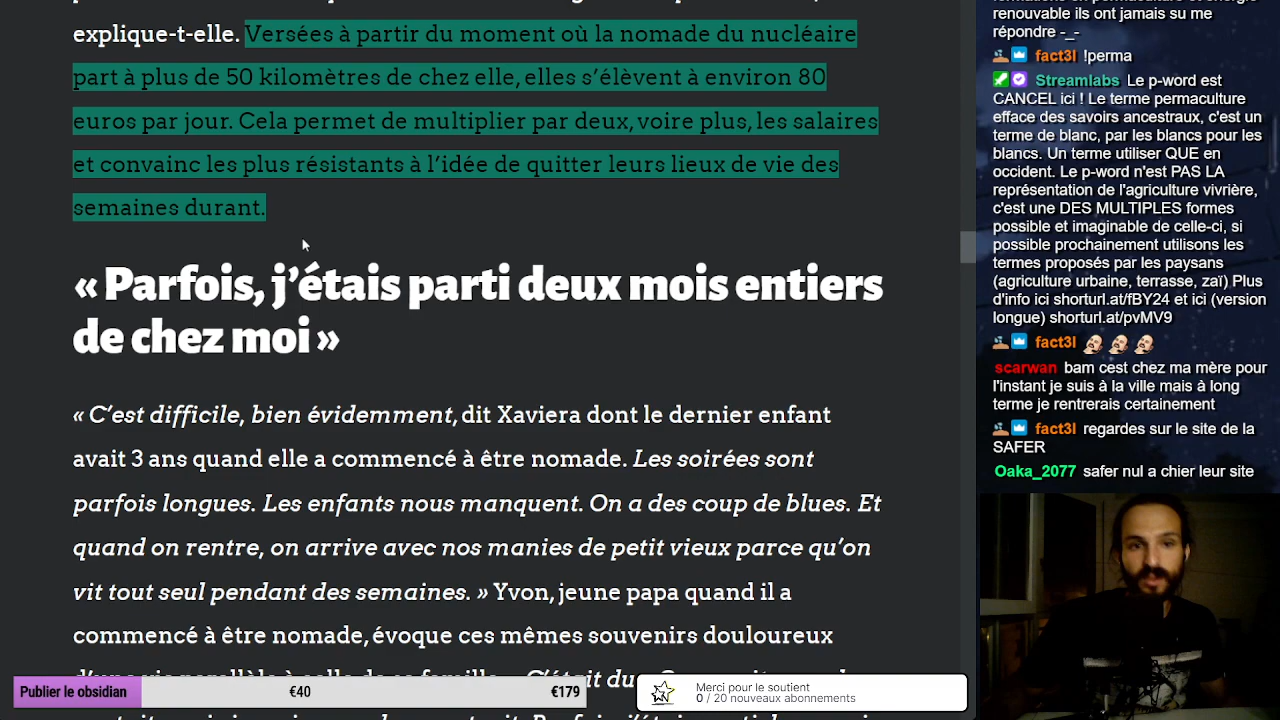 explique-t-elle. Versées à partir du moment où la nomade du nucléaire
part à plus de 50 kilomètres de chez elle, elles s’élèvent à environ 80
euros par jour. Cela permet de multiplier par deux, voire plus, les salaires
et convainc les plus résistants à l’idée de quitter leurs lieux de vie des
semaines durant.
« Parfois, j’étais parti deux mois entiers
de chez moi »
« C’est difficile, bien évidemment, dit Xaviera dont le dernier enfant
avait 3 ans quand elle a commencé à être nomade. Les soirées sont
parfois longues. Les enfants nous manquent. On a des coup de blues. Et
quand on rentre, on arrive avec nos manies de petit vieux parce qu’on
vit tout seul pendant des semaines. » Yvon, jeune papa quand il a
commencé à être nomade, évoque ces mêmes souvenirs douloureux
Publier le obsidian €40 €179
Merci pour le soutient
0 / 20 nouveaux abonnements
renouvable ils ont jamais su me
répondre -_-
fact3l !perma
Streamlabs Le p-word est
CANCEL ici ! Le terme permaculture
efface des savoirs ancestraux, c'est un
terme de blanc, par les blancs pour les
blancs. Un terme utiliser QUE en
occident. Le p-word n'est PAS LA
représentation de l'agriculture vivrière,
c'est une DES MULTIPLES formes
possible et imaginable de celle-ci, si
possible prochainement utilisons les
termes proposés par les paysans
(agriculture urbaine, terrasse, zaï) Plus
d'info ici shorturl.at/fBY24 et ici (version
longue) shorturl.at/pvMV9
fact3l
scarwan bam cest chez ma mère pour
l'instant je suis à la ville mais à long
terme je rentrerais certainement
fact3l regardes sur le site de la
SAFER
Oaka_2077 safer nul a chier leur site